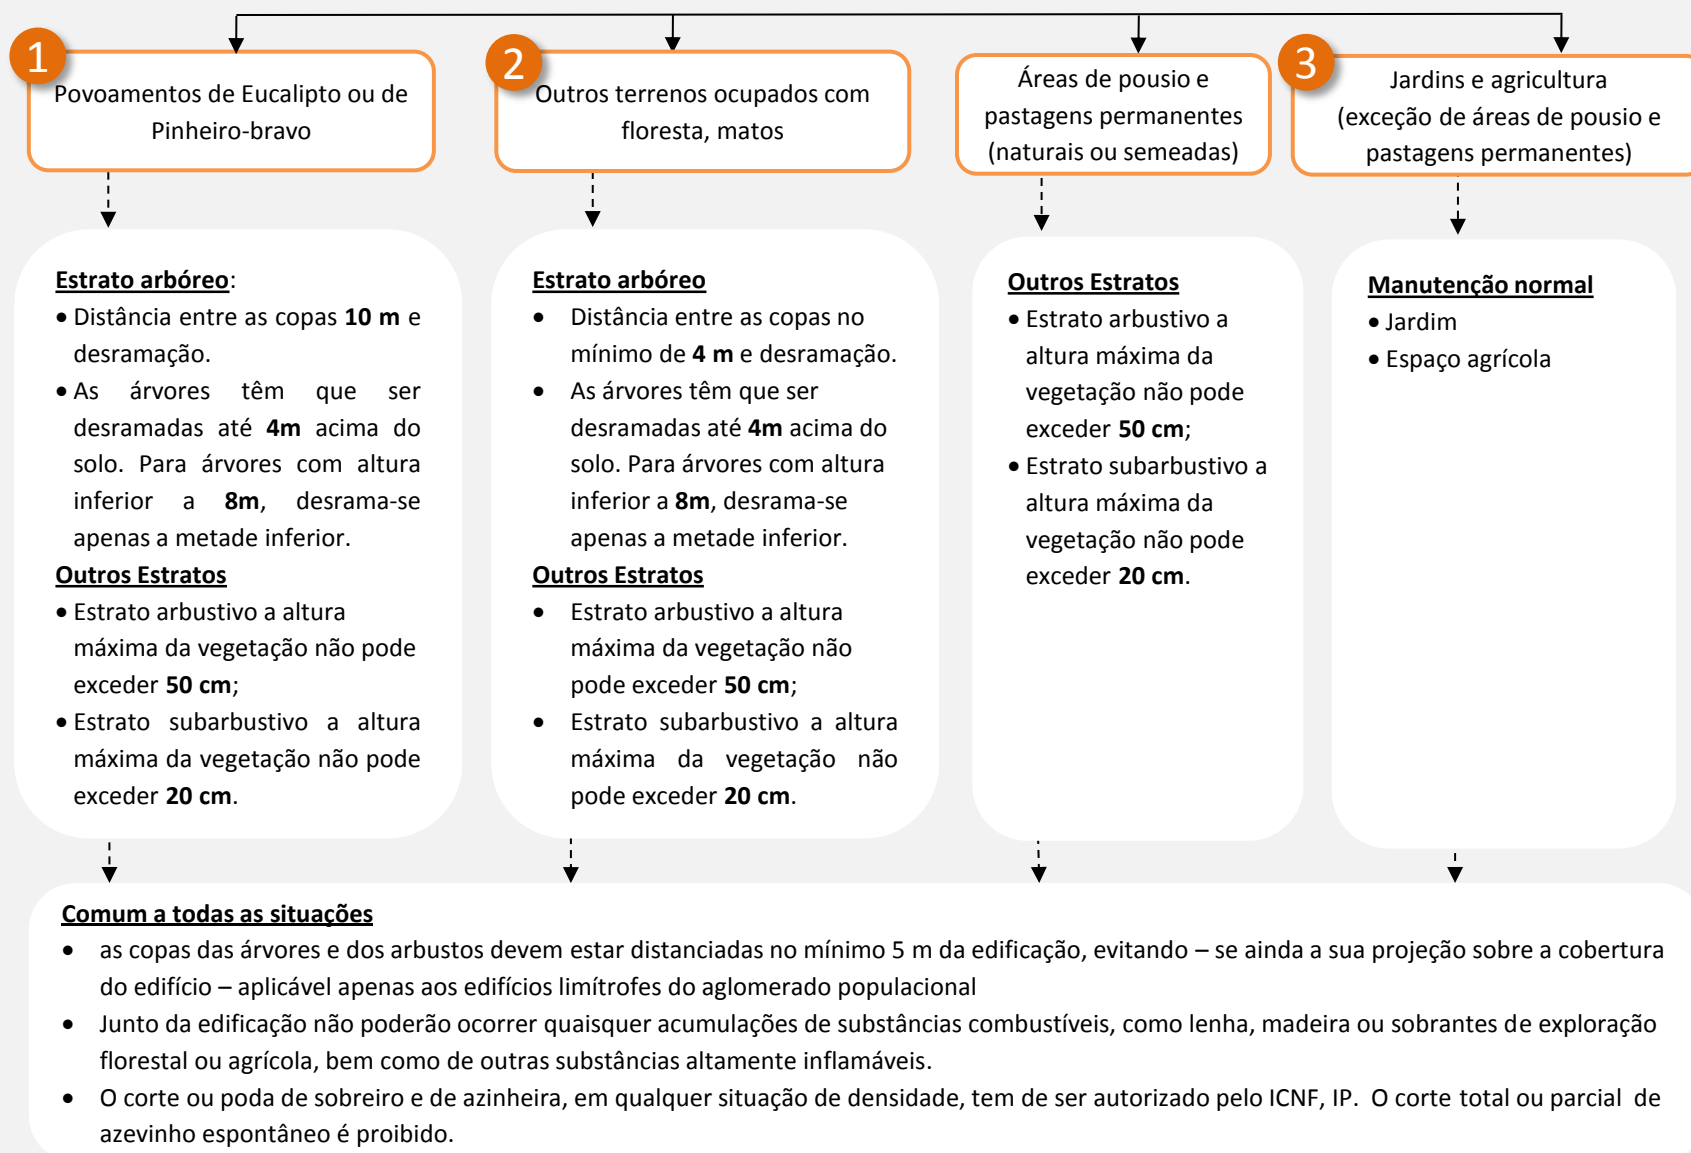 1
Povoamentos de Eucalipto ou de
Pinheiro-bravo
2
Outros terrenos ocupados com
floresta, matos
Áreas de pousio e
pastagens permanentes
(naturais ou semeadas)
3
Jardins e agricultura
(exceção de áreas de pousio e
pastagens permanentes)
Estrato arbóreo:
• Distância entre as copas 10 m e
desramação.
• As árvores têm que ser
desramadas até 4m acima do
solo. Para árvores com altura
inferior a 8m, desrama-se
apenas a metade inferior.
Outros Estratos
• Estrato arbustivo a altura
máxima da vegetação não pode
exceder 50 cm;
• Estrato subarbustivo a altura
máxima da vegetação não pode
exceder 20 cm.
Estrato arbóreo
• Distância entre as copas no
mínimo de 4 m e desramação.
• As árvores têm que ser
desramadas até 4m acima do
solo. Para árvores com altura
inferior a 8m, desrama-se
apenas a metade inferior.
Outros Estratos
• Estrato arbustivo a altura
máxima da vegetação não
pode exceder 50 cm;
• Estrato subarbustivo a altura
máxima da vegetação não
pode exceder 20 cm.
Outros Estratos
• Estrato arbustivo a
altura máxima da
vegetação não pode
exceder 50 cm;
• Estrato subarbustivo a
altura máxima da
vegetação não pode
exceder 20 cm.
Manutenção normal
• Jardim
• Espaço agrícola
Comum a todas as situações
• as copas das árvores e dos arbustos devem estar distanciadas no mínimo 5 m da edificação, evitando – se ainda a sua projeção sobre a cobertura
do edifício – aplicável apenas aos edifícios limítrofes do aglomerado populacional
• Junto da edificação não poderão ocorrer quaisquer acumulações de substâncias combustíveis, como lenha, madeira ou sobrantes de exploração
florestal ou agrícola, bem como de outras substâncias altamente inflamáveis.
• O corte ou poda de sobreiro e de azinheira, em qualquer situação de densidade, tem de ser autorizado pelo ICNF, IP. O corte total ou parcial de
azevinho espontâneo é proibido.